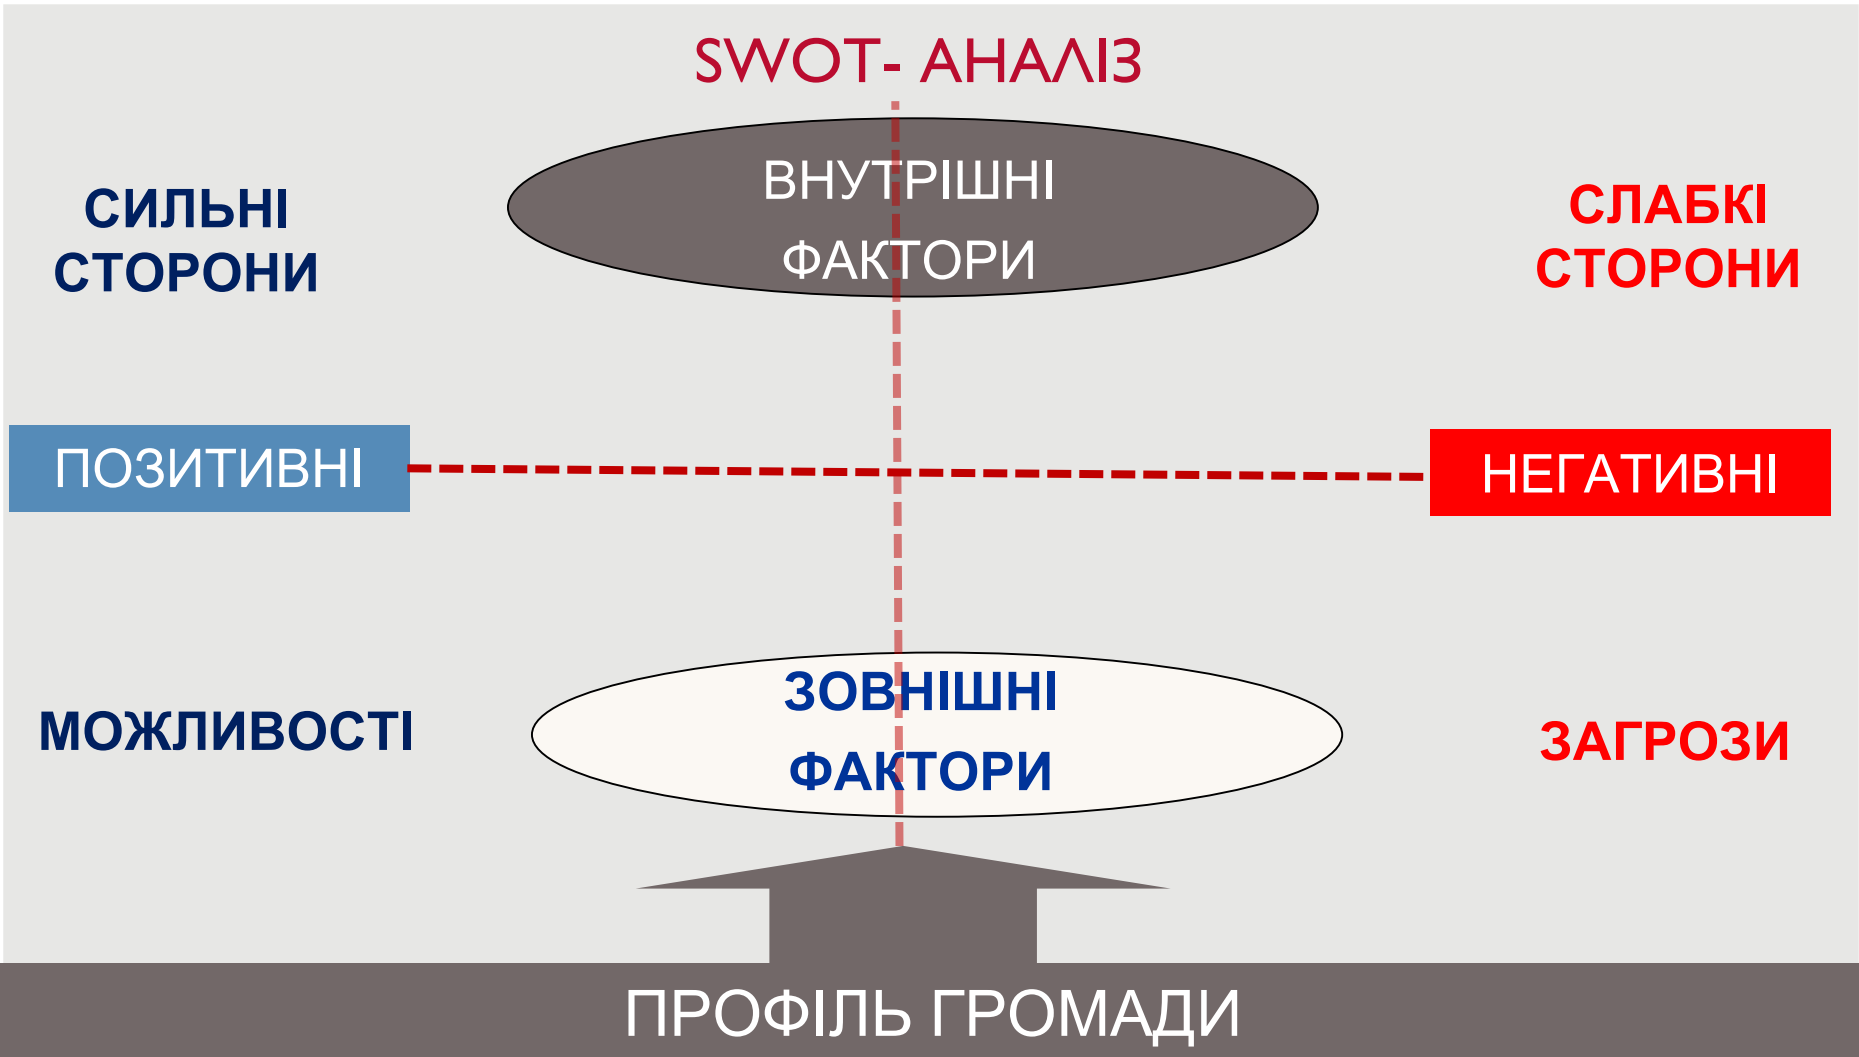 SWOT- АНАЛІЗ
ВНУТРІШНІ
ФАКТОРИ
СИЛЬНІ
СТОРОНИ
СЛАБКІ
СТОРОНИ
ПОЗИТИВНІ
НЕГАТИВНІ
МОЖЛИВОСТІ
ЗОВНІШНІ
ФАКТОРИ
ЗАГРОЗИ
ПРОФІЛЬ ГРОМАДИ